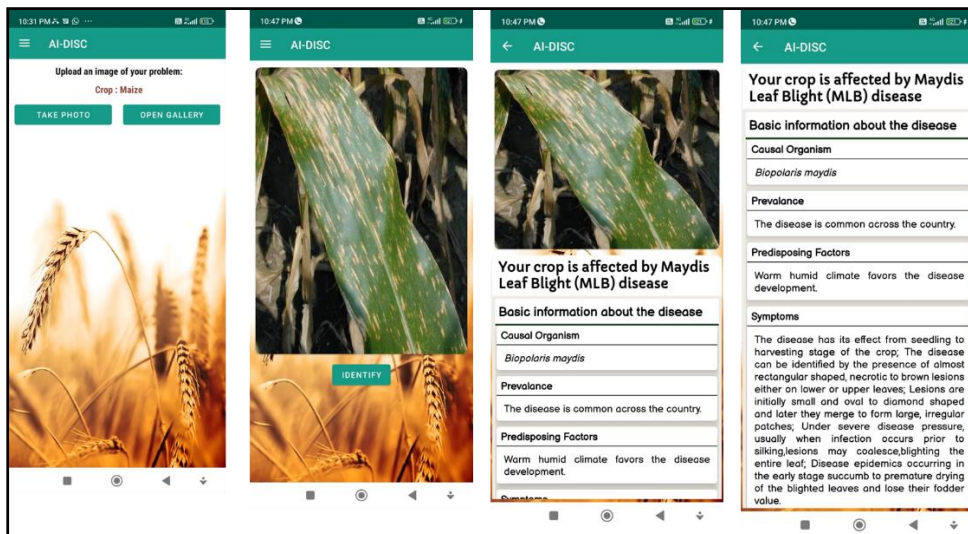 10:31 PM
AI-DISC
Upload an image of your problem:
Crop : Maize
TAKE PHOTO
OPEN GALLERY
10:47 PM
AI-DISC
IDENTIFY
10:47 PM
AI-DISC
Your crop is affected by Maydis
Leaf Blight (MLB) disease
Basic information about the disease
Causal Organism
Biopolaris maydis
Prevalance
The disease is common across the country.
Predisposing Factors
Warm humid climate favors the disease
development.
Symptoms
10:47 PM
AI-DISC
Your crop is affected by Maydis
Leaf Blight (MLB) disease
Basic information about the disease
Causal Organism
Biopolaris maydis
Prevalance
The disease is common across the country.
Predisposing Factors
Warm humid climate favors the disease
development.
Symptoms
The disease has its effect from seedling to
harvesting stage of the crop; The disease
can be identified by the presence of almost
rectangular shaped, necrotic to brown lesions
either on lower or upper leaves; Lesions are
initially small and oval to diamond shaped
and later they merge to form large, irregular
patches; Under severe disease pressure,
usually when infection occurs prior to
silking,lesions may coalesce,blighting the
entire leaf; Disease epidemics occurring in
the early stage succumb to premature drying
of the blighted leaves and lose their fodder
value.